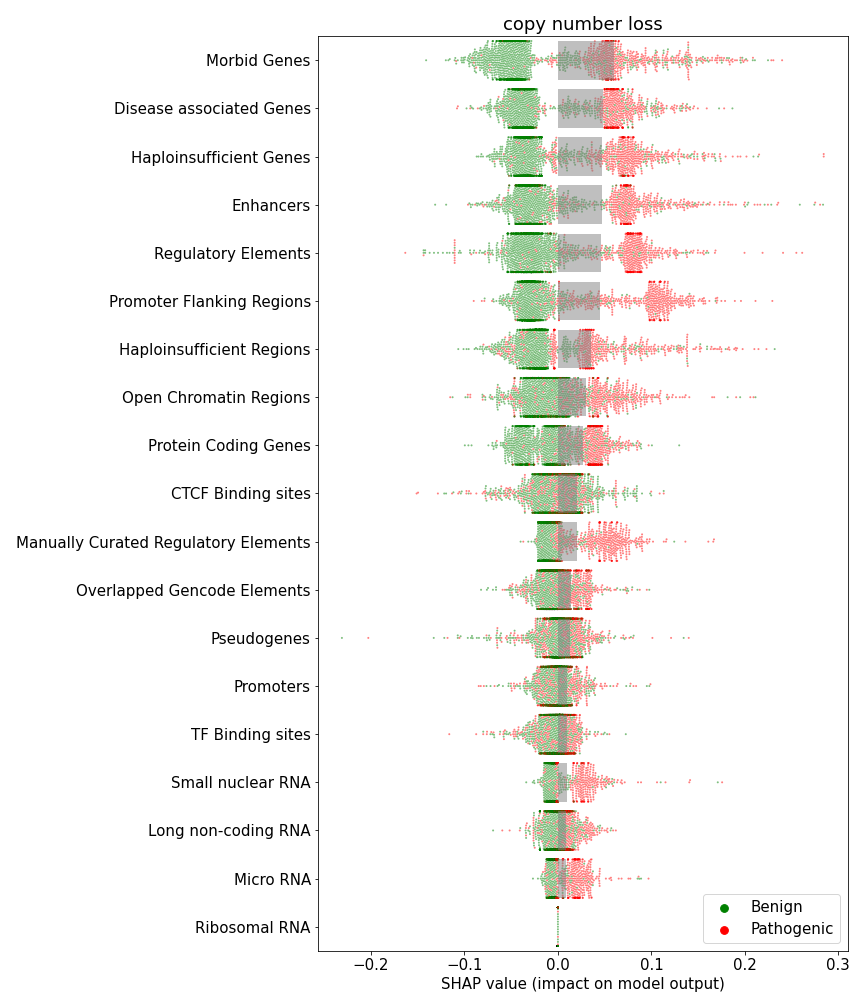 copy number loss
Morbid Genes
Disease associated Genes
Haploinsufficient Genes
Enhancers
Regulatory Elements
Promoter Flanking Regions
Haploinsufficient Regions
Open Chromatin Regions
Protein Coding Genes
CTCF Binding sites
Manually Curated Regulatory Elements
Overlapped Gencode Elements
Pseudogenes
Promoters
TF Binding sites
Small nuclear RNA
Long non-coding RNA
Micro RNA
Ribosomal RNA
Benign
Pathogenic
−0.2 −0.1 0.0 0.1 0.2 0.3
SHAP value (impact on model output)